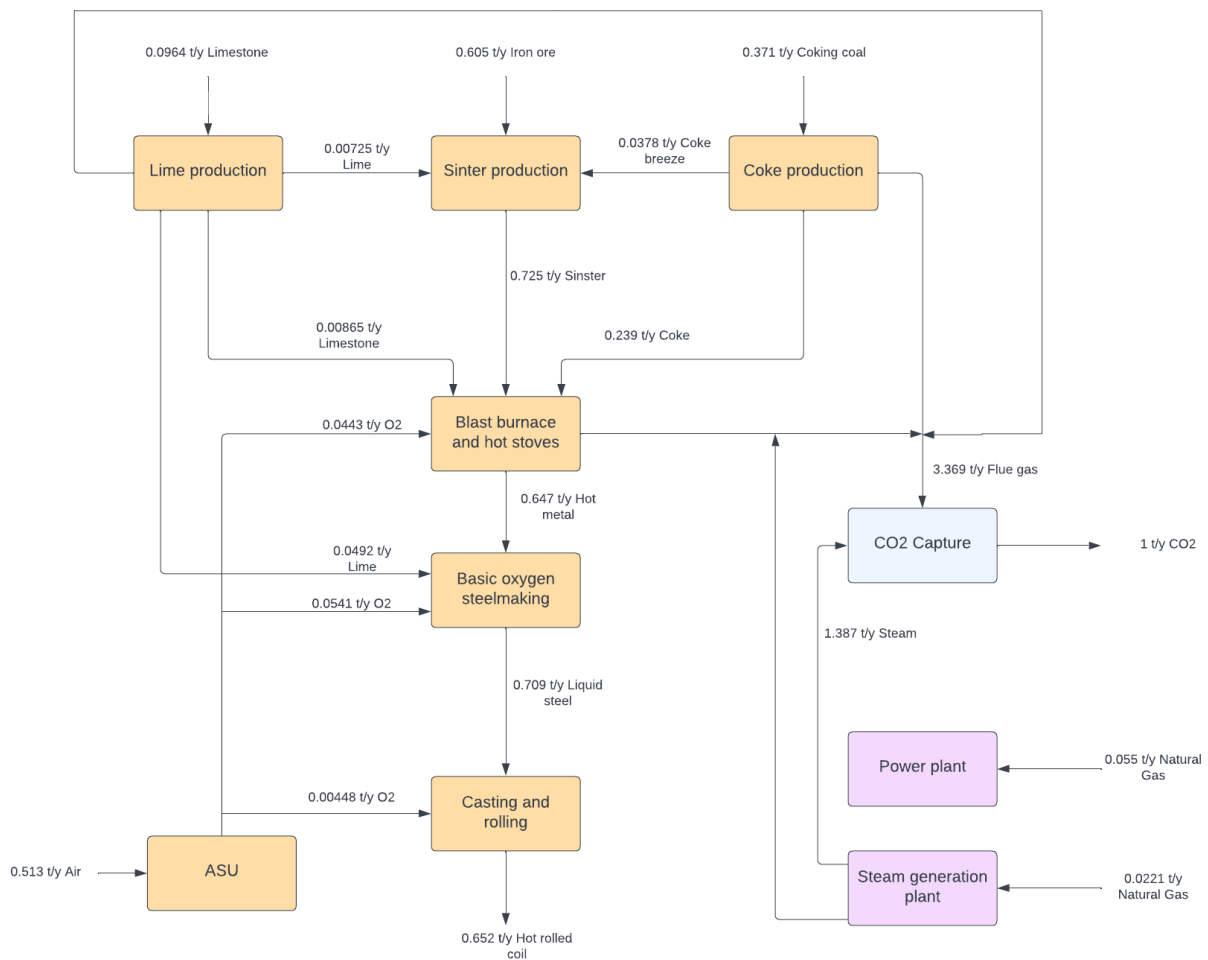 0.0964 t/y Limestone
0.605 t/y Iron ore
0.371 t/y Coking coal
Lime production
0.00725 t/y
Lime
Sinter production
0.0378 t/y Coke
breeze
Coke production
0.725 t/y Sinster
0.00865 t/y
Limestone
0.239 t/y Coke
0.0443 t/y O2
Blast burnace
and hot stoves
3.369 t/y Flue gas
0.647 t/y Hot
metal
CO2 Capture
1 t/y CO2
0.0492 t/y
Lime
Basic oxygen
steelmaking
0.0541 t/y O2
1.387 t/y Steam
0.709 t/y Liquid
steel
Power plant
0.055 t/y Natural
Gas
0.00448 t/y O2
Casting and
rolling
0.513 t/y Air
ASU
Steam generation
plant
0.0221 t/y
Natural Gas
0.652 t/y Hot rolled
coil